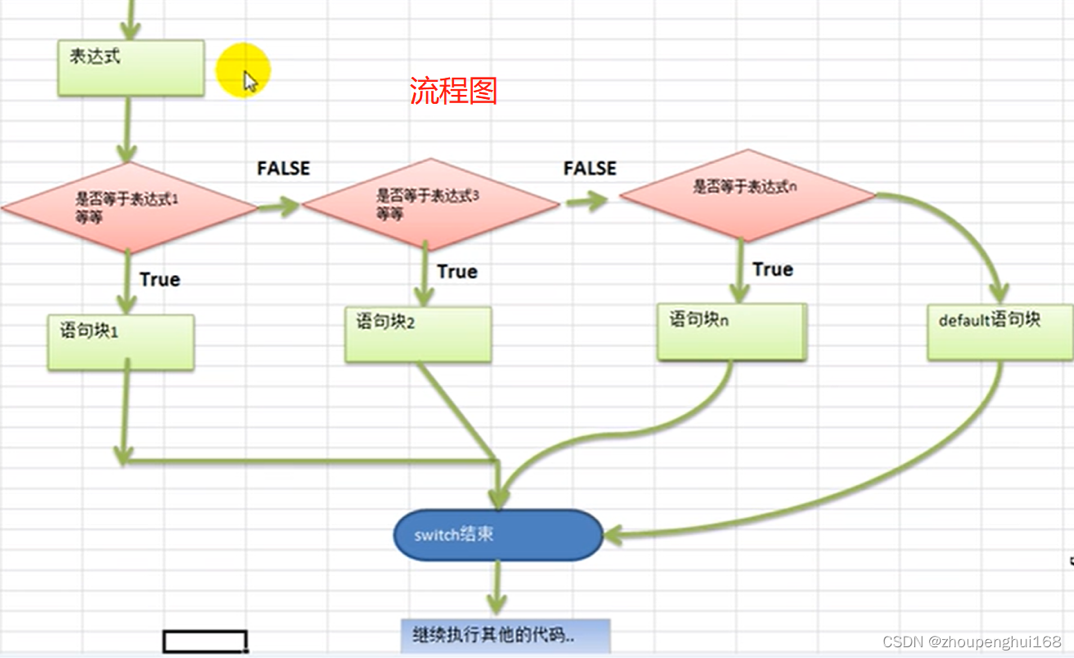 表达式
流程图
FALSE
FALSE
是否等于表达式1
等等
是否等于表达式3
等等
是否等于表达式n
True
True
True
语句块1
语句块2
语句块n
default语句块
switch结束
继续执行其他的代码..
CSDN @zhoupenghui168